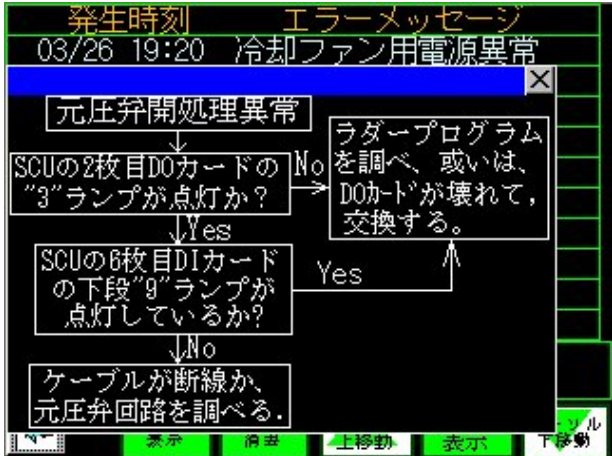 発生時刻 エラーメッセージ
03/26 19:20 冷却ファン用電源異常
元圧弁開処理異常
SCUの2枚目DOカードの
"3"ランプが点灯か?
No
ラダープログラム
を調べ、或いは、
DOカードが壊れて,
交換する。
Yes
SCUの6枚目DIカード
の下段"9"ランプが
点灯しているか?
Yes
No
ケーブルが断線か、
元圧弁回路を調べる.
表示
消去
上移動
表示
下移動